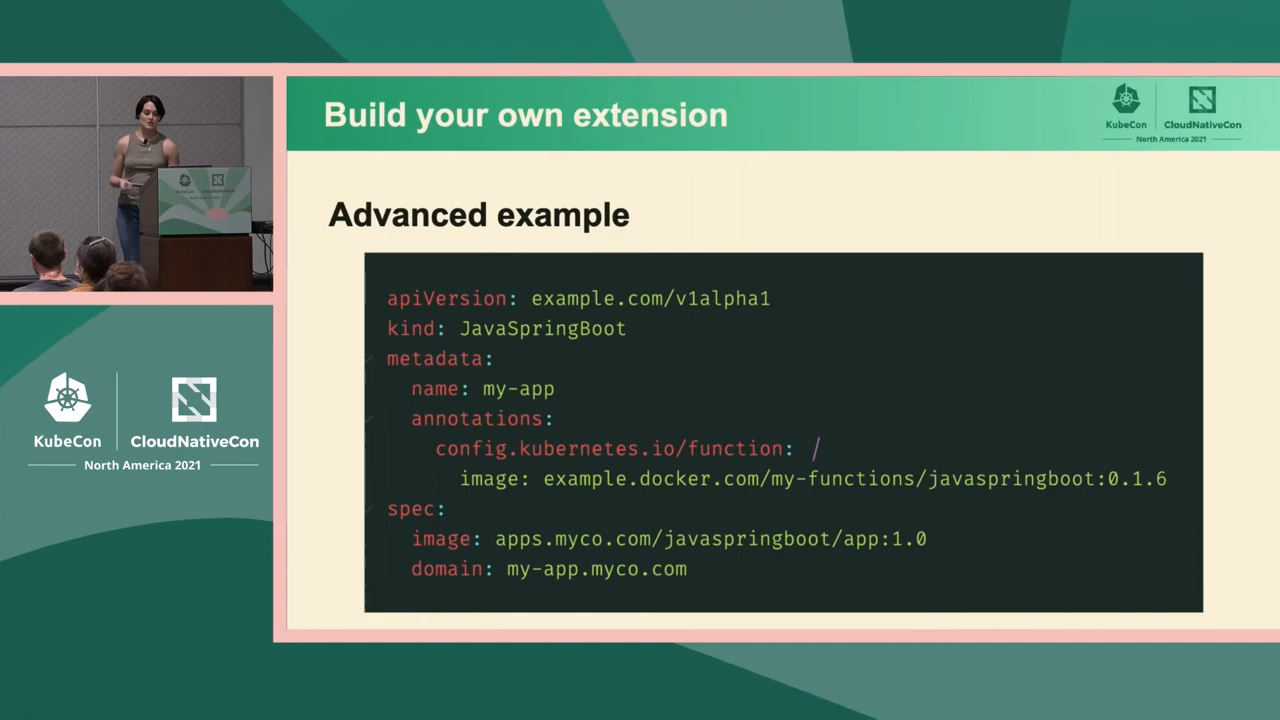 Build your own extension
KubeCon
CloudNativeCon
North America 2021
Advanced example
apiVersion: example.com/v1alpha1
kind: JavaSpringBoot
metadata:
  name: my-app
  annotations:
    config.kubernetes.io/function: |
      image: example.docker.com/my-functions/javaspringboot:0.1.6
spec:
  image: apps.myco.com/javaspringboot/app:1.0
  domain: my-app.myco.com
KubeCon
CloudNativeCon
North America 2021